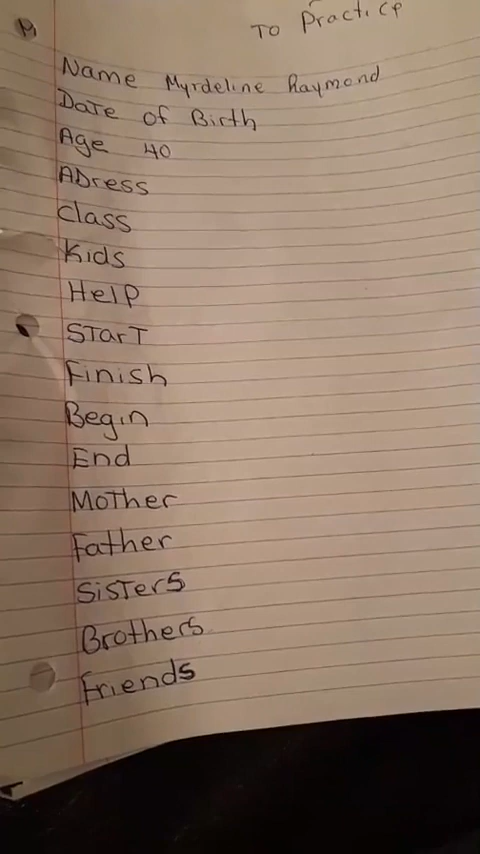 To Practice
Name Myrdeline Raymond
Date of Birth
Age 40
ADress
class
Kids
Help
STarT
Finish
Begin
End
MoTher
Father
SisTerS
Brothers
Friends